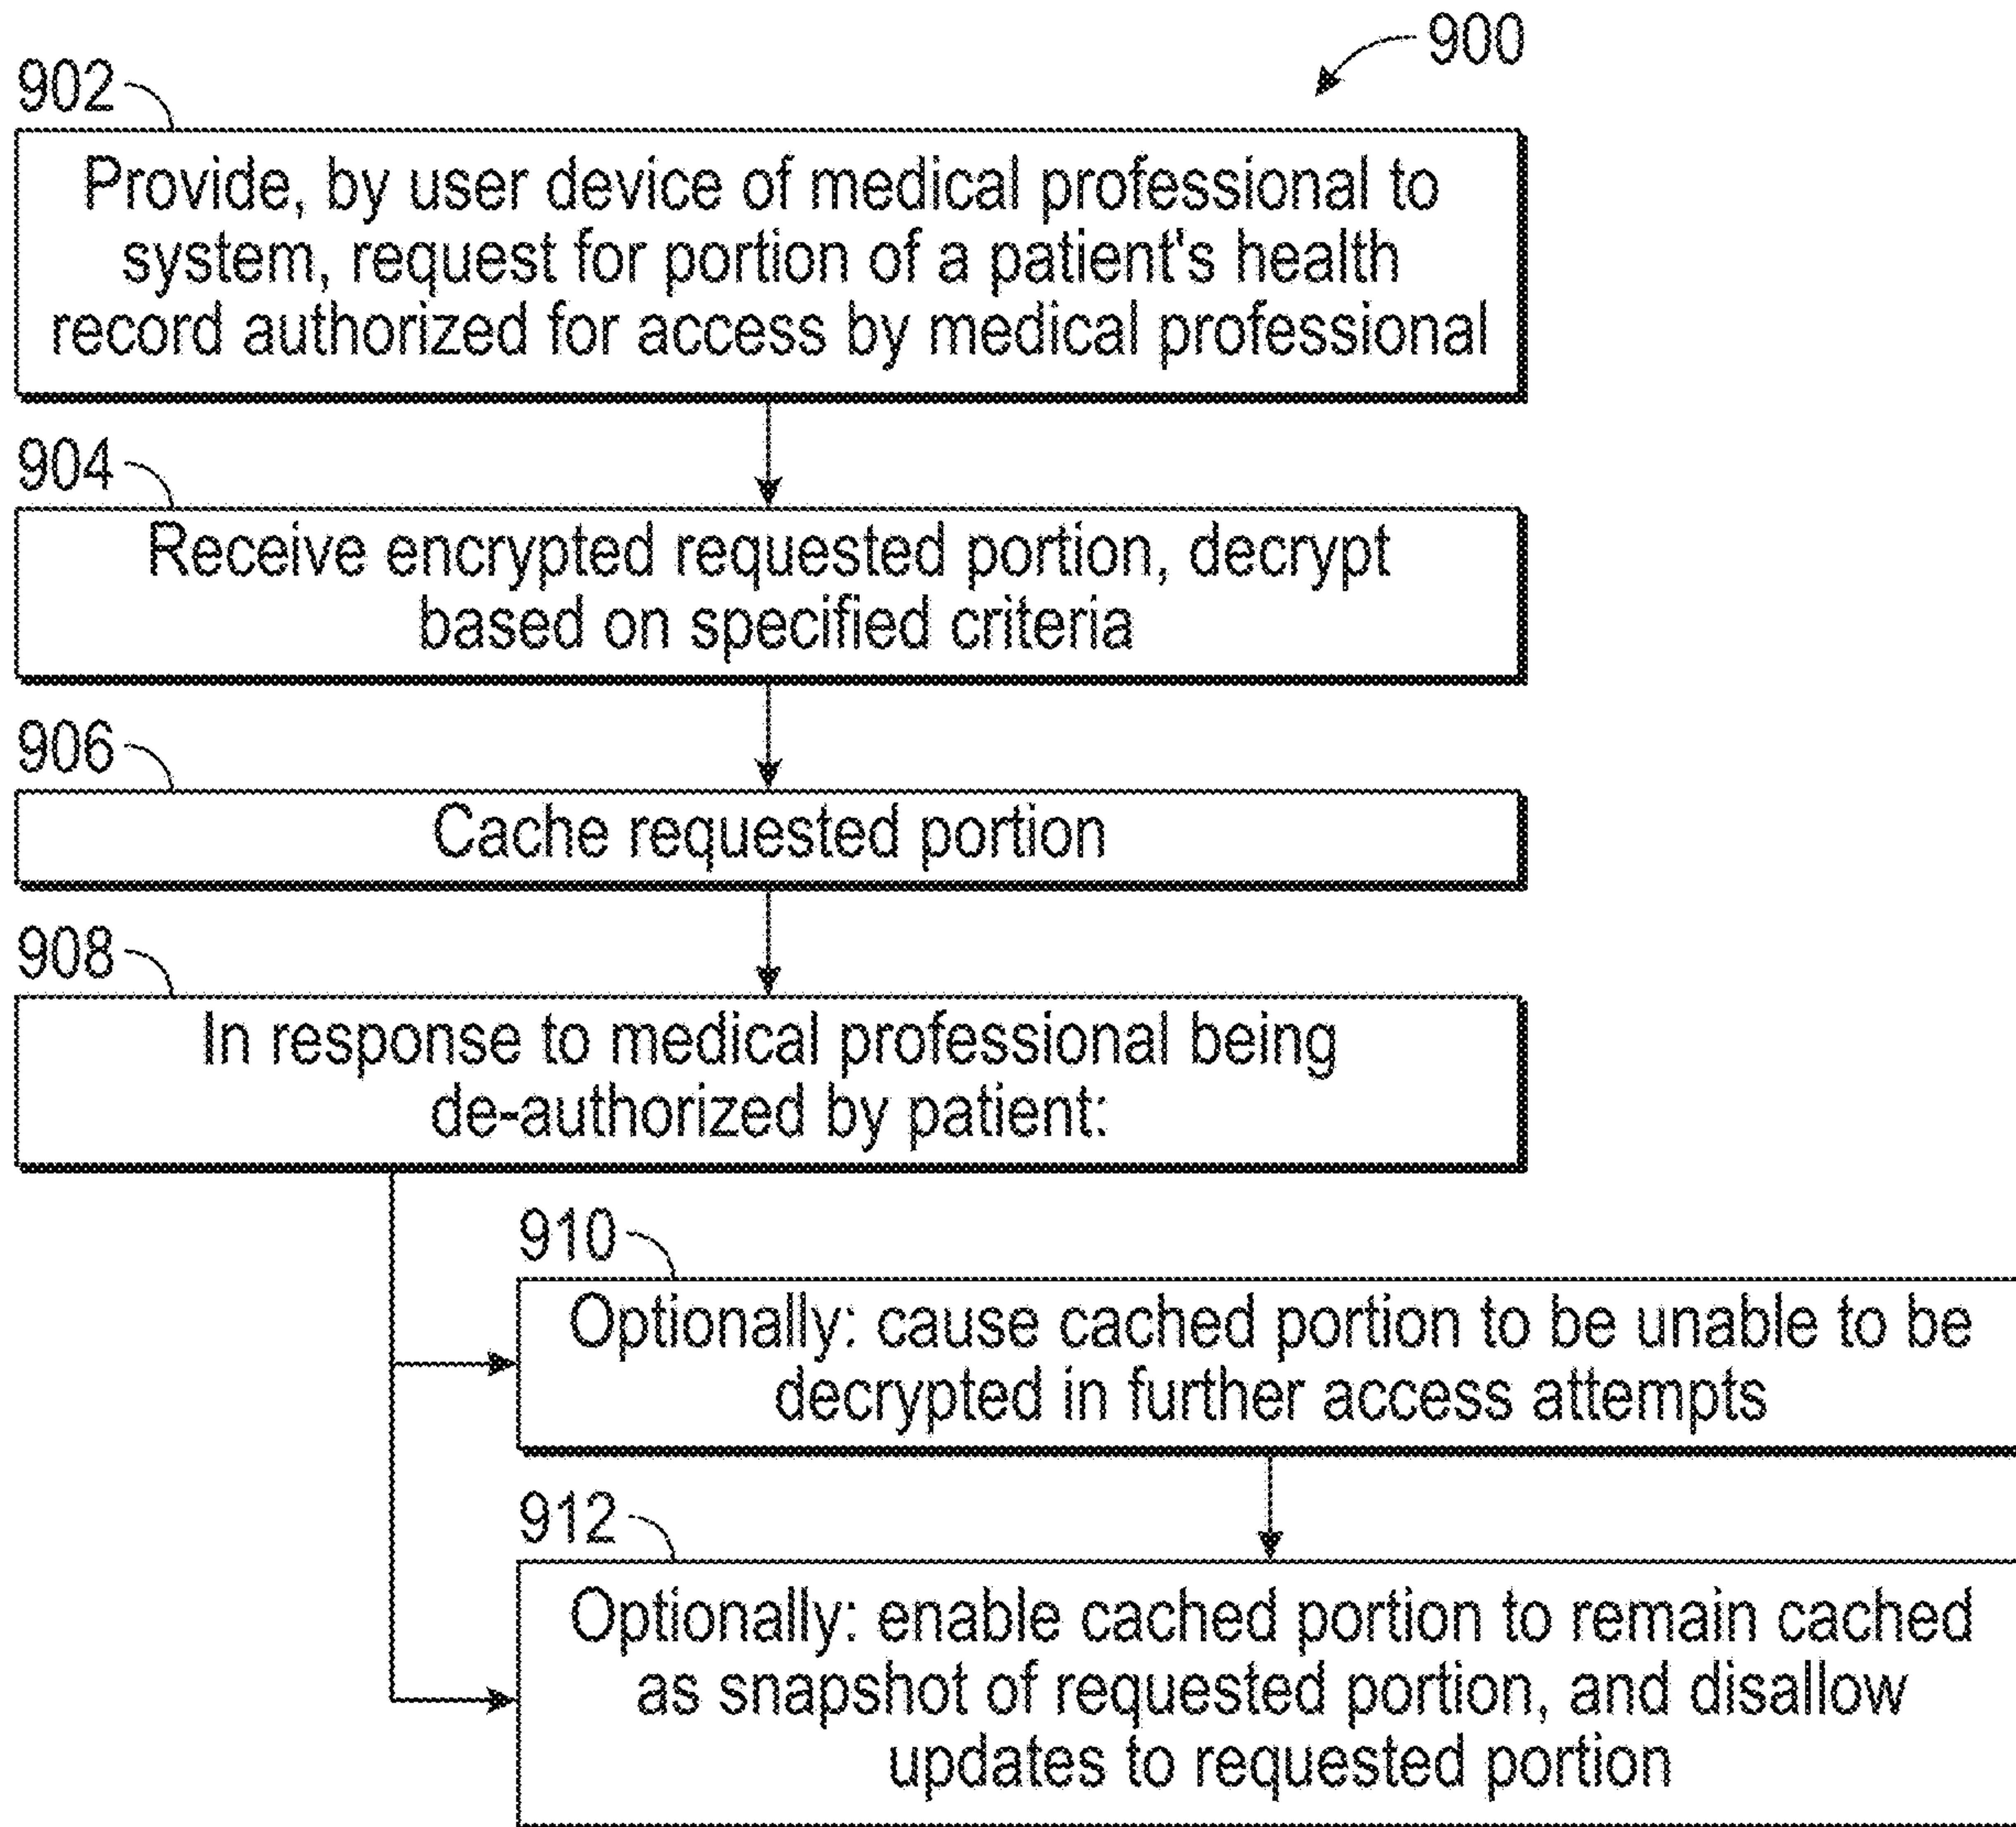 900
902
Provide, by user device of medical professional to
system, request for portion of a patient's health
record authorized for access by medical professional
904
Receive encrypted requested portion, decrypt
based on specified criteria
906
Cache requested portion
908
In response to medical professional being
de-authorized by patient:
910
Optionally: cause cached portion to be unable to be
decrypted in further access attempts
912
Optionally: enable cached portion to remain cached
as snapshot of requested portion, and disallow
updates to requested portion